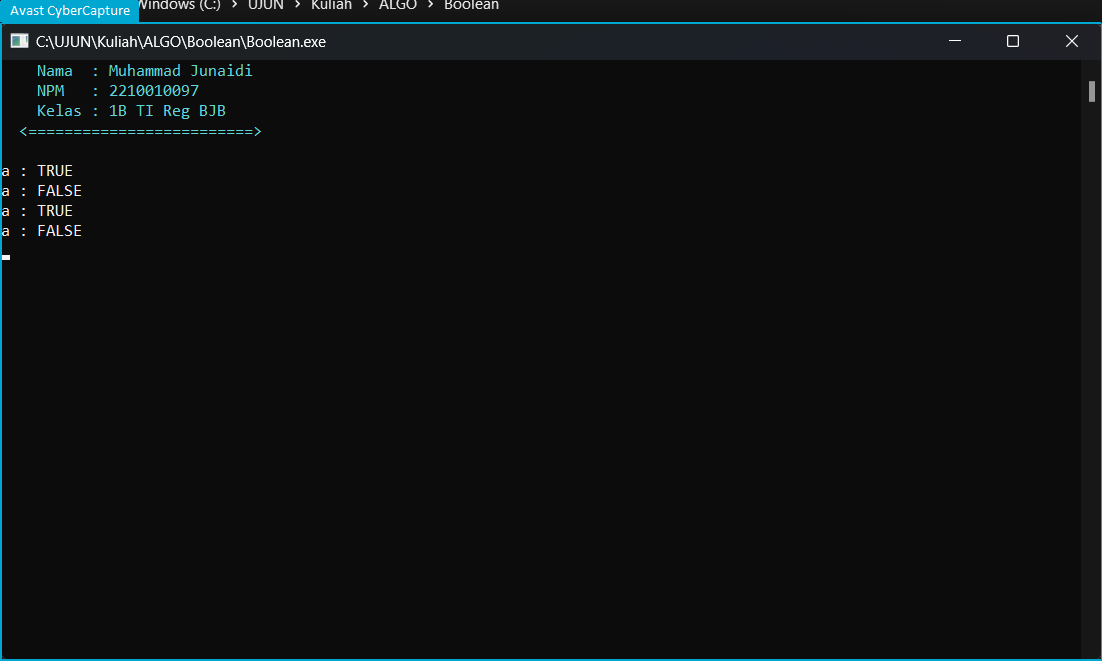 Avast CyberCapture
Windows (C:) > UJUN > Kuliah > ALGO > Boolean
C:\UJUN\Kuliah\ALGO\Boolean\Boolean.exe
Nama  : Muhammad Junaidi
NPM   : 2210010097
Kelas : 1B TI Reg BJB
<=========================>
a : TRUE
a : FALSE
a : TRUE
a : FALSE